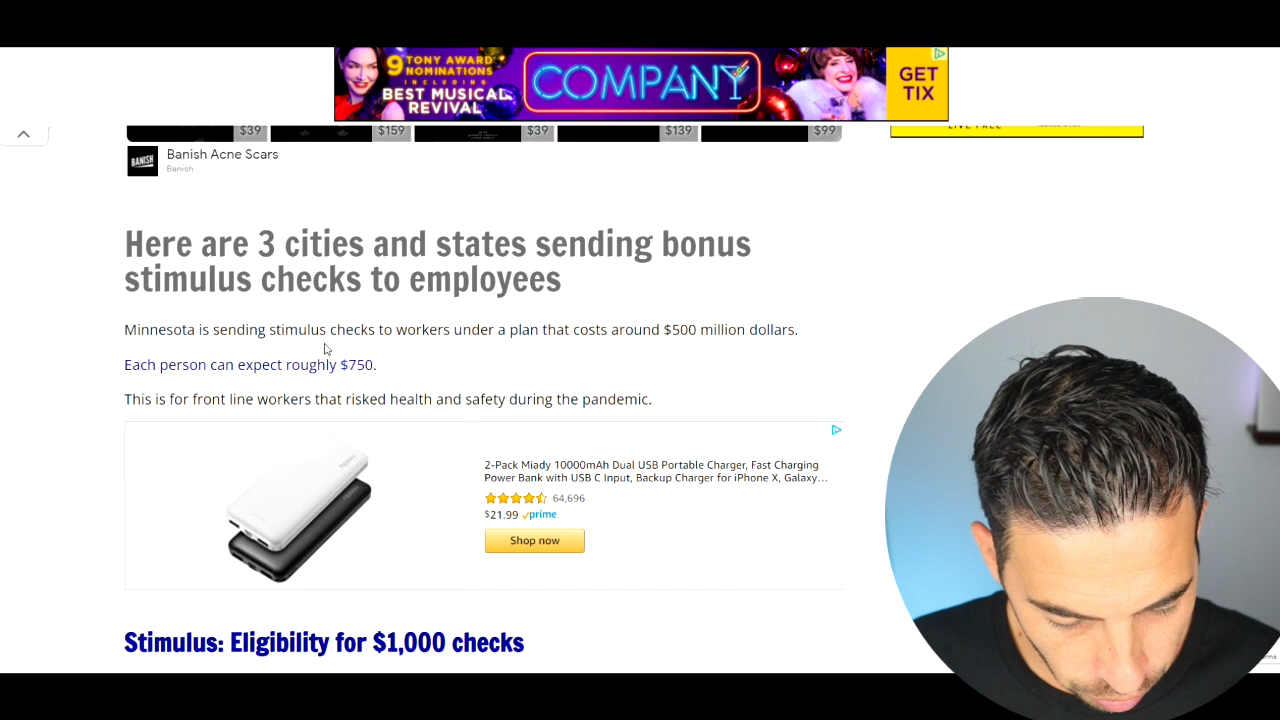 9 TONY AWARD®
NOMINATIONS
INCLUDING
BEST MUSICAL
REVIVAL
COMPANY
GET
TIX
$39
$159
$39
$139
$99
LIVE FREE
Banish Acne Scars
BANISH
Banish
Here are 3 cities and states sending bonus
stimulus checks to employees
Minnesota is sending stimulus checks to workers under a plan that costs around $500 million dollars.
Each person can expect roughly $750.
This is for front line workers that risked health and safety during the pandemic.
2-Pack Miady 10000mAh Dual USB Portable Charger, Fast Charging
Power Bank with USB C Input, Backup Charger for iPhone X, Galaxy...
64,696
$21.99 prime
Shop now
Stimulus: Eligibility for $1,000 checks